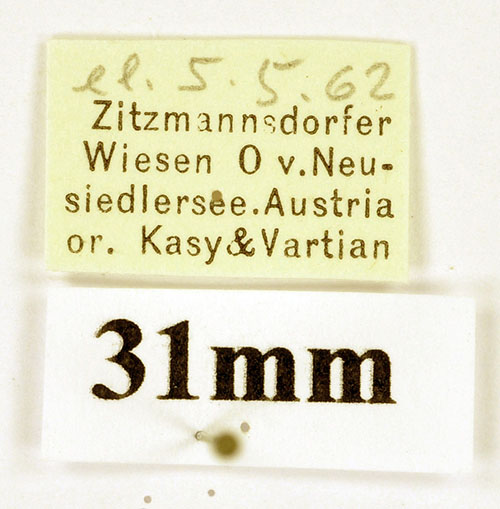 el. 5. 5. 62
Zitzmannsdorfer
Wiesen O v. Neu-
siedlersee. Austria
or. Kasy & Vartian
31mm